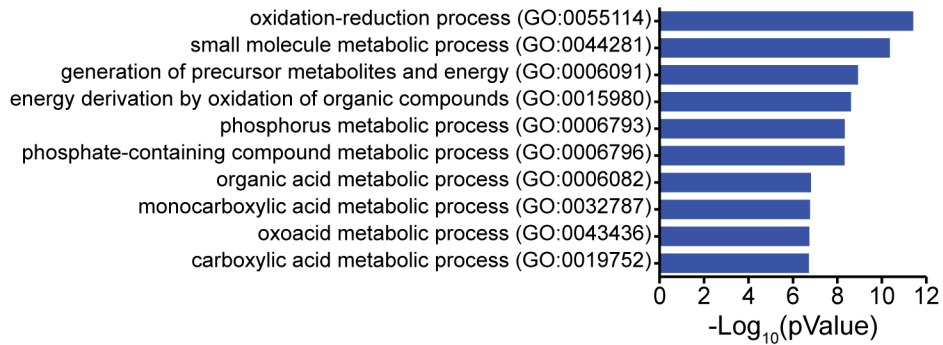 oxidation-reduction process (GO:0055114)
small molecule metabolic process (GO:0044281)
generation of precursor metabolites and energy (GO:0006091)
energy derivation by oxidation of organic compounds (GO:0015980)
phosphorus metabolic process (GO:0006793)
phosphate-containing compound metabolic process (GO:0006796)
organic acid metabolic process (GO:0006082)
monocarboxylic acid metabolic process (GO:0032787)
oxoacid metabolic process (GO:0043436)
carboxylic acid metabolic process (GO:0019752)
0 2 4 6 8 10 12
-Log10(pValue)